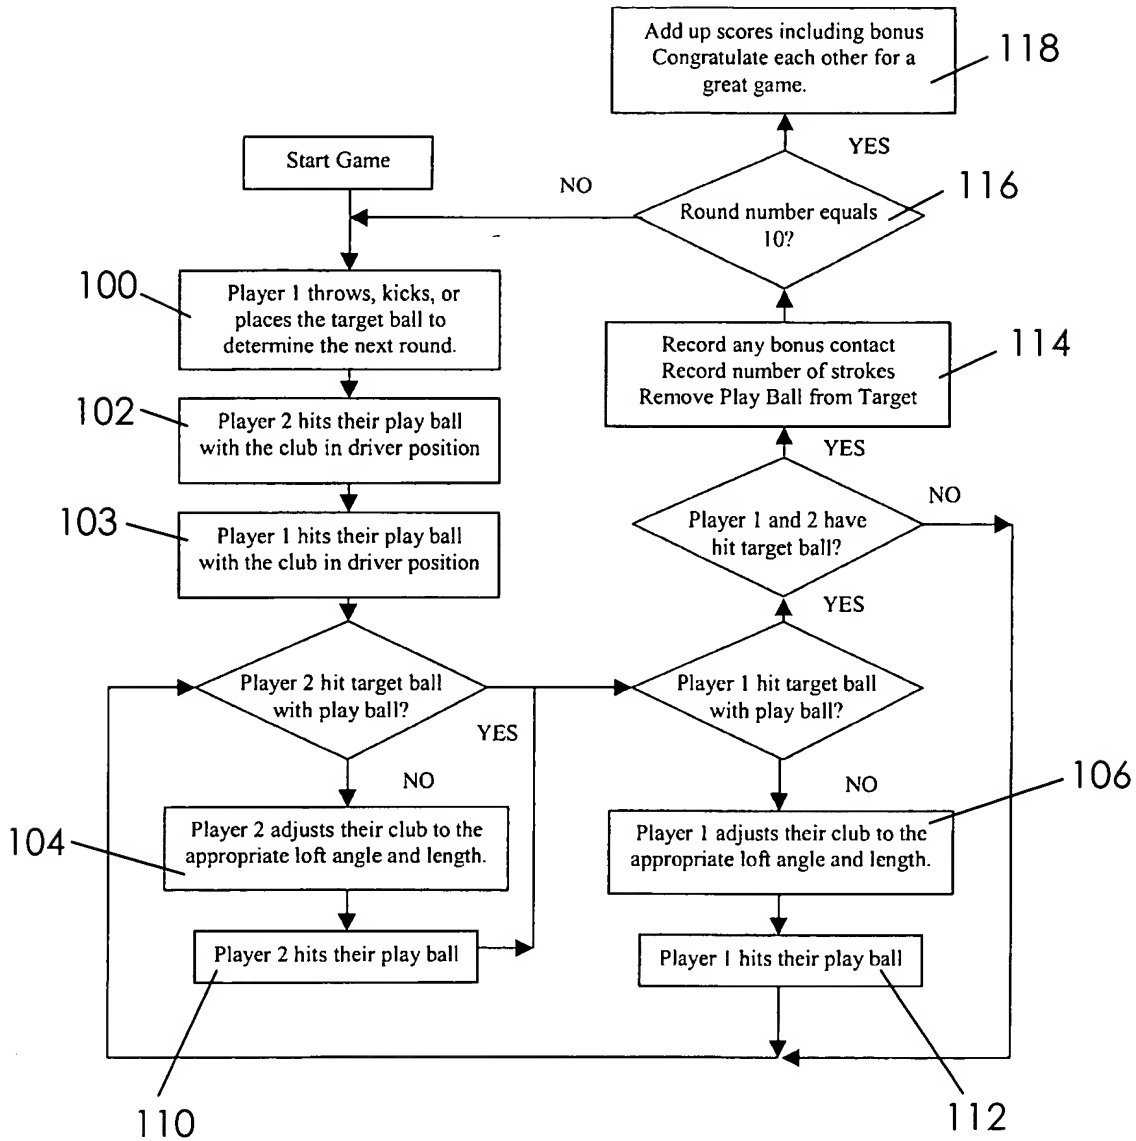 Start Game
100
Player 1 throws, kicks, or
places the target ball to
determine the next round.
102
Player 2 hits their play ball
with the club in driver position
103
Player 1 hits their play ball
with the club in driver position
Player 2 hit target ball
with play ball?
YES
NO
104
Player 2 adjusts their club to the
appropriate loft angle and length.
Player 2 hits their play ball
110
Player 1 hit target ball
with play ball?
YES
NO
106
Player 1 adjusts their club to the
appropriate loft angle and length.
Player 1 hits their play ball
112
Player 1 and 2 have
hit target ball?
NO
YES
114
Record any bonus contact
Record number of strokes
Remove Play Ball from Target
116
Round number equals
10?
NO
YES
118
Add up scores including bonus
Congratulate each other for a
great game.